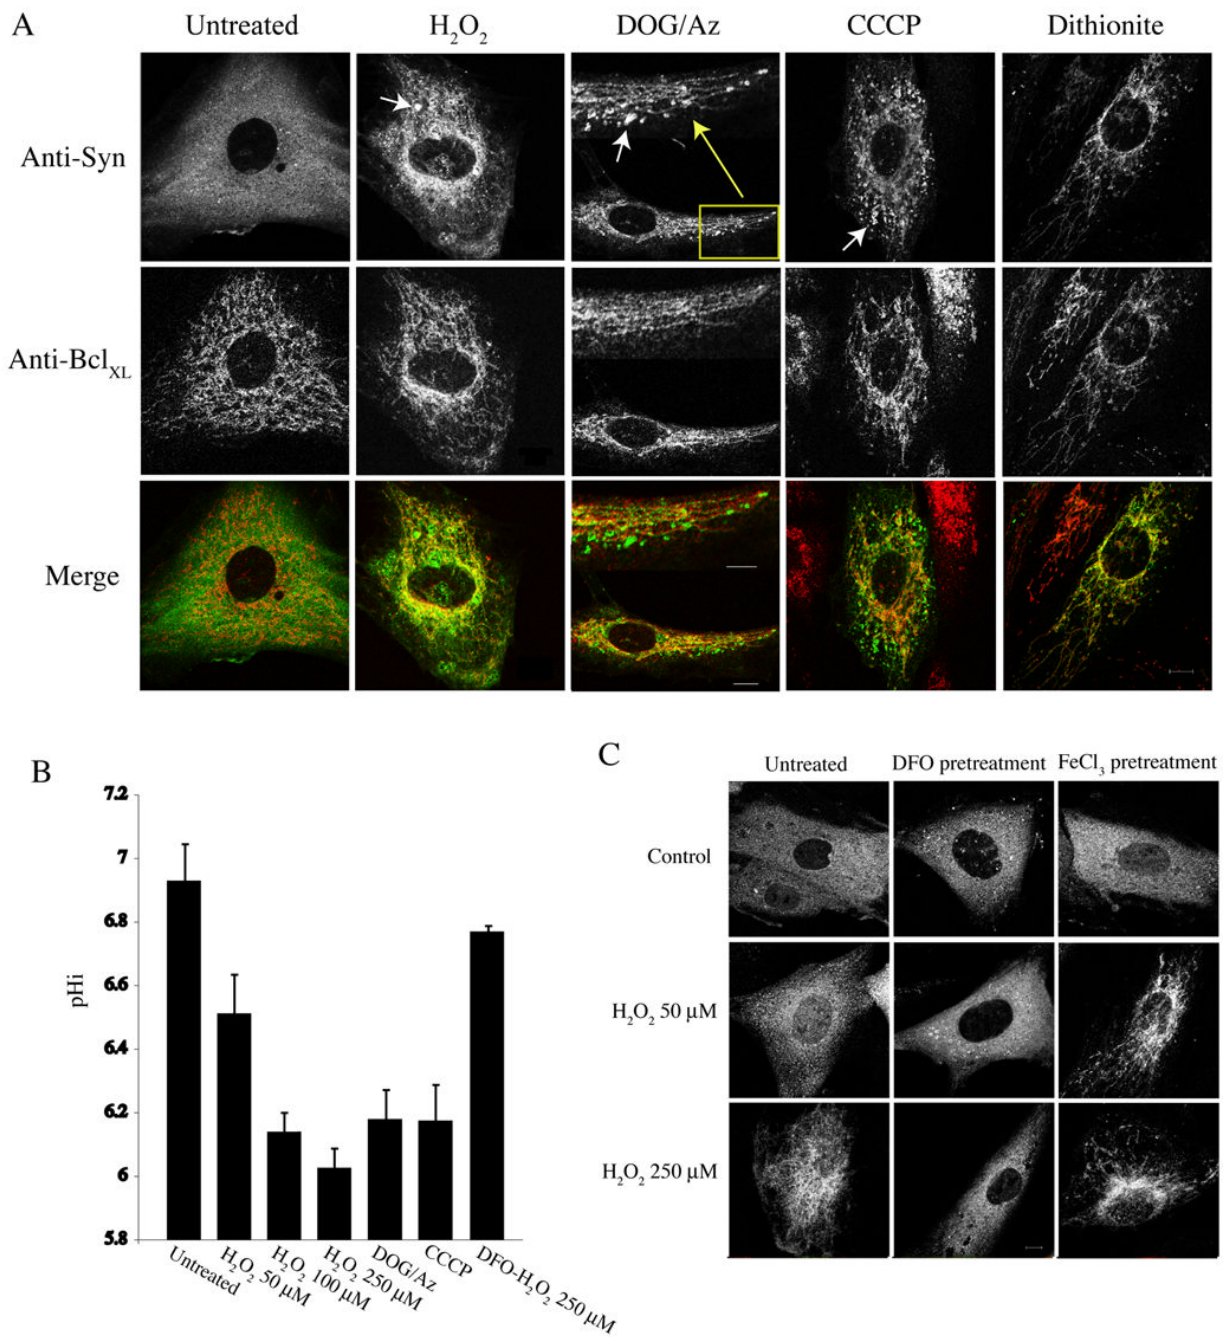 A
Untreated H₂O₂ DOG/Az CCCP Dithionite
Anti-Syn
Anti-Bcl_XL
Merge
B
7.2
7
6.8
6.6
6.4
6.2
6
5.8
pHi
Untreated
H₂O₂ 50 µM
H₂O₂ 100 µM
H₂O₂ 250 µM
DOG/Az
CCCP
DFO-H₂O₂ 250 µM
C
Untreated DFO pretreatment FeCl₃ pretreatment
Control
H₂O₂ 50 µM
H₂O₂ 250 µM